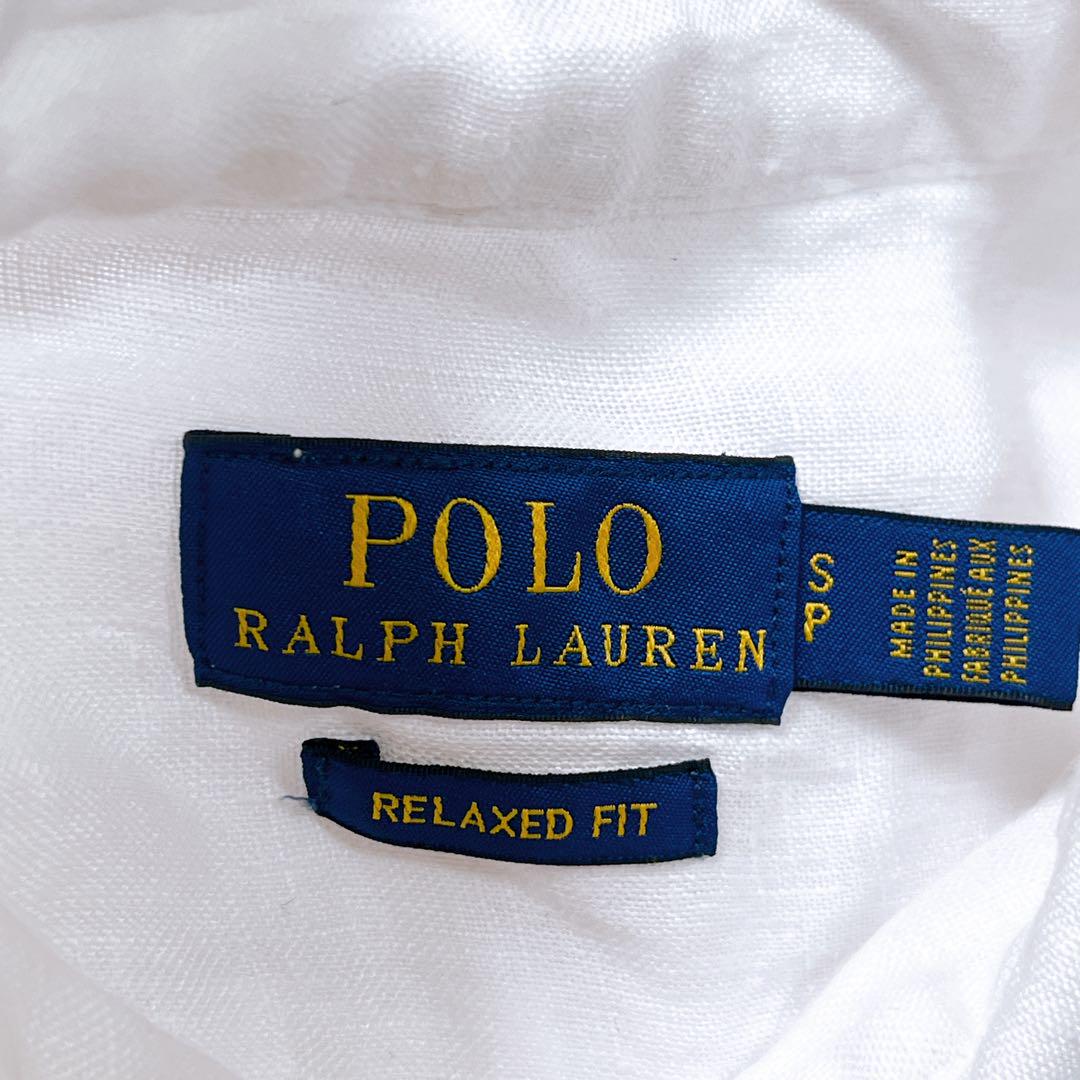 POLO
RALPH LAUREN
S
P
MADE IN
PHILIPPINES
FABRIQUÉ AUX
PHILIPPINES
RELAXED FIT